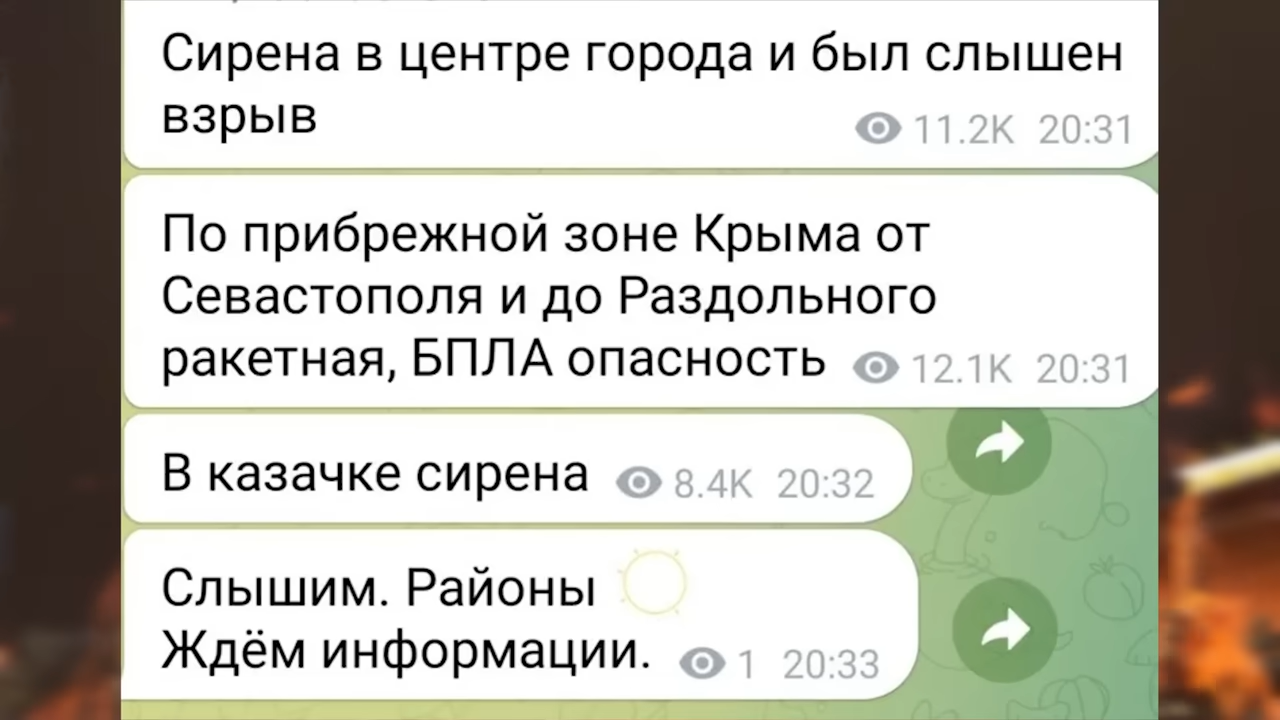 Сирена в центре города и был слышен
взрыв
11.2K 20:31
По прибрежной зоне Крыма от
Севастополя и до Раздольного
ракетная, БПЛА опасность
12.1K 20:31
В казачке сирена
8.4K 20:32
Слышим. Районы
Ждём информации.
1 20:33